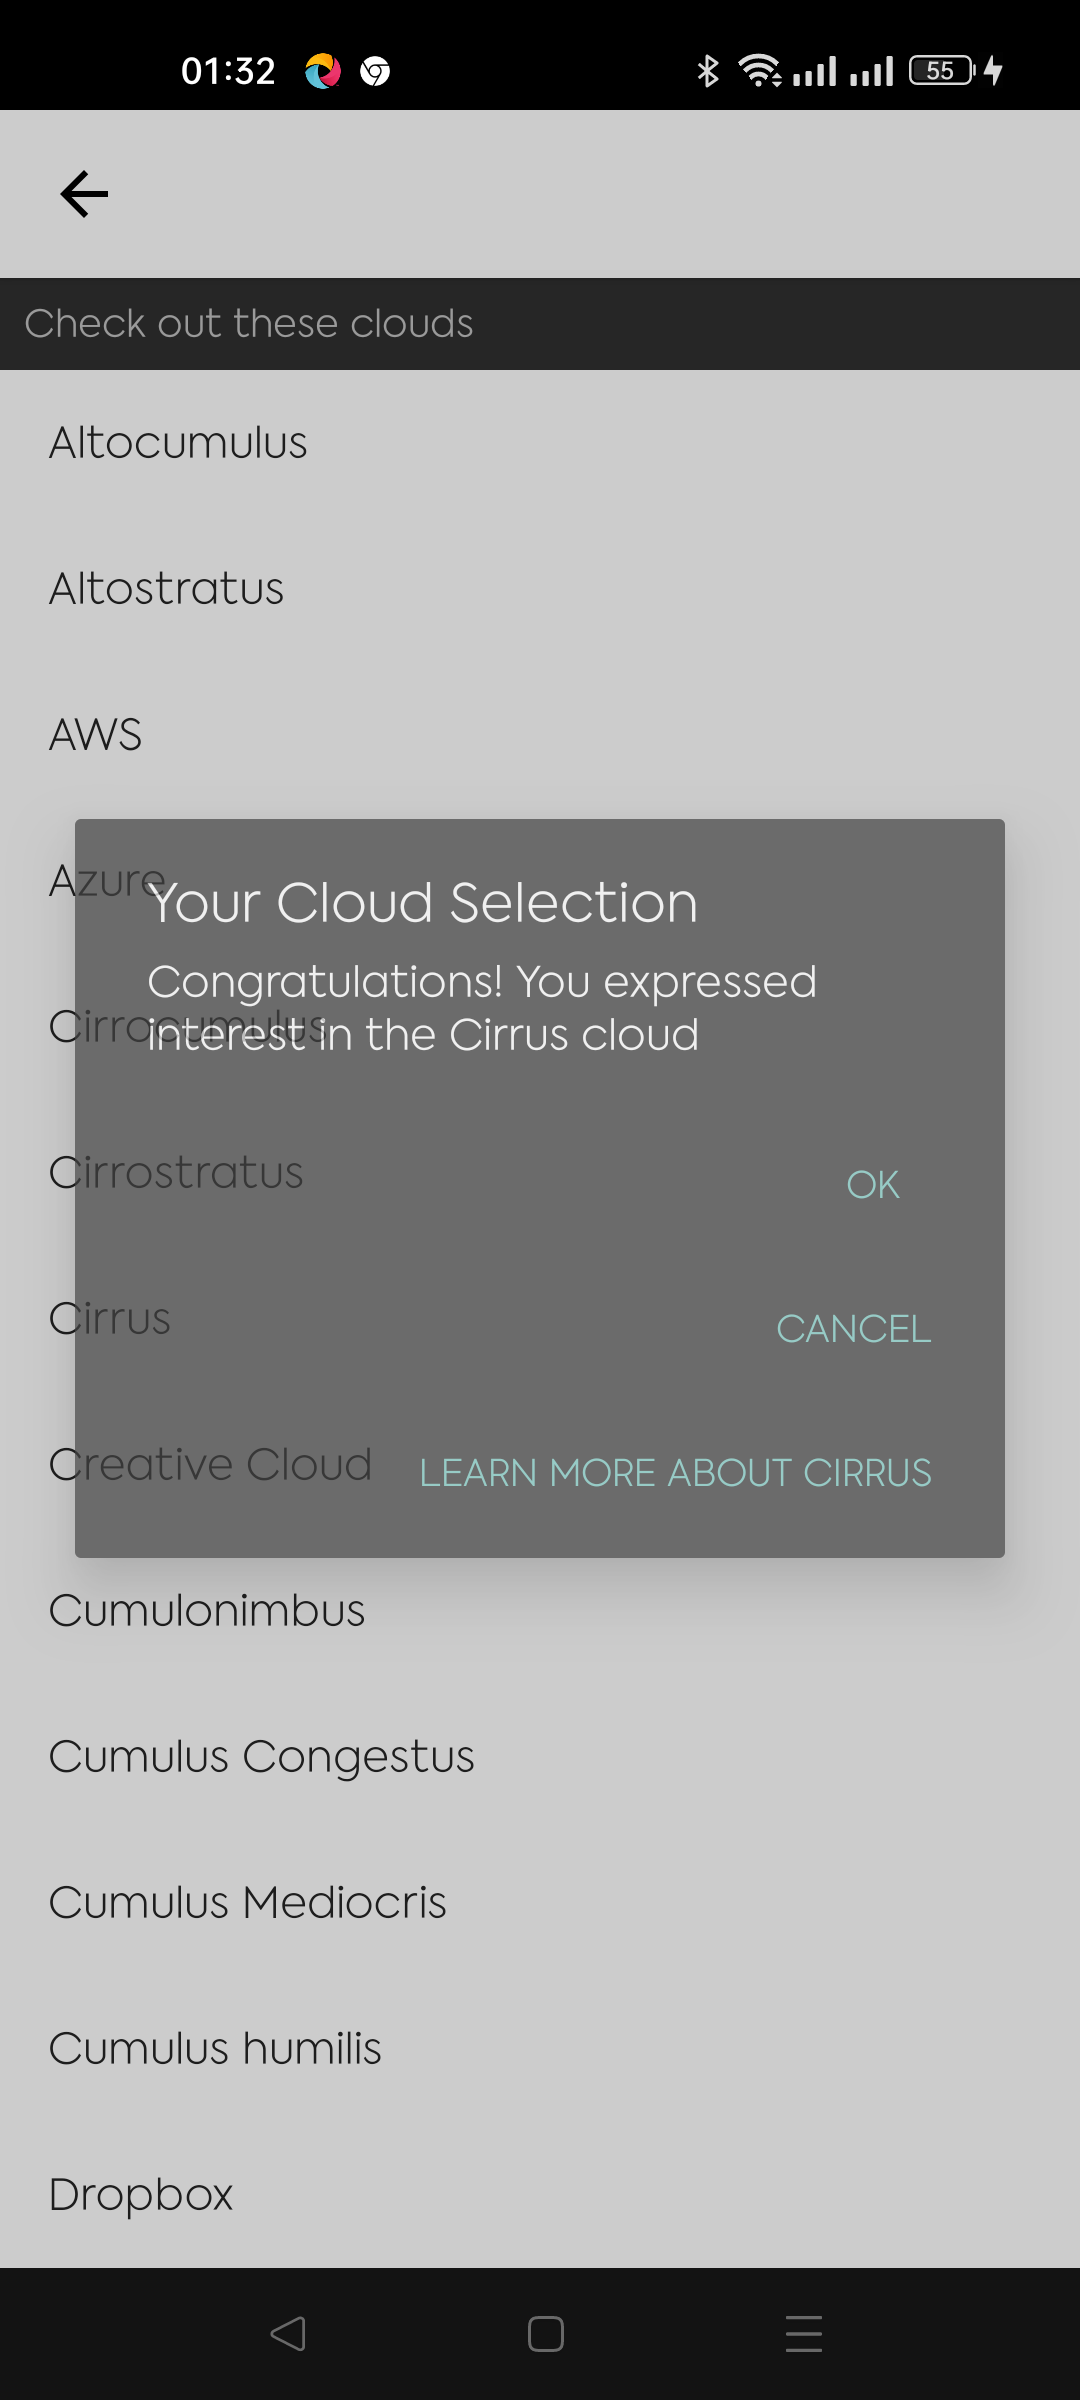 01:32
55
Check out these clouds
Altocumulus
Altostratus
AWS
Azure
Your Cloud Selection
Congratulations! You expressed
Cirrocumulus
interest in the Cirrus cloud
Cirrostratus
OK
Cirrus
CANCEL
Creative Cloud
LEARN MORE ABOUT CIRRUS
Cumulonimbus
Cumulus Congestus
Cumulus Mediocris
Cumulus humilis
Dropbox